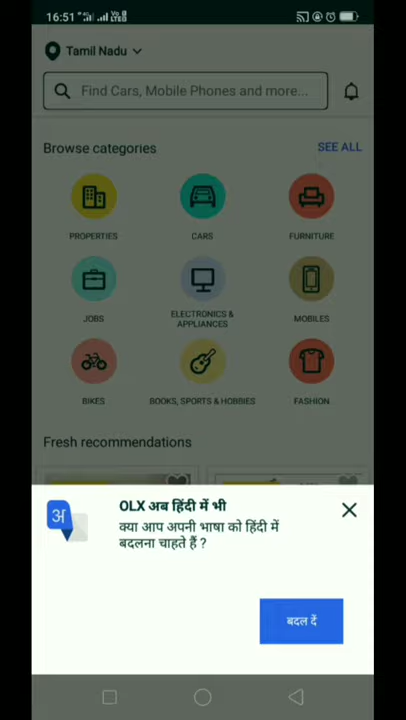 16:51
Tamil Nadu
Find Cars, Mobile Phones and more...
Browse categories
SEE ALL
PROPERTIES
CARS
FURNITURE
JOBS
ELECTRONICS &
APPLIANCES
MOBILES
BIKES
BOOKS, SPORTS & HOBBIES
FASHION
Fresh recommendations
अ
OLX अब हिंदी में भी
क्या आप अपनी भाषा को हिंदी में
बदलना चाहते हैं ?
बदल दें